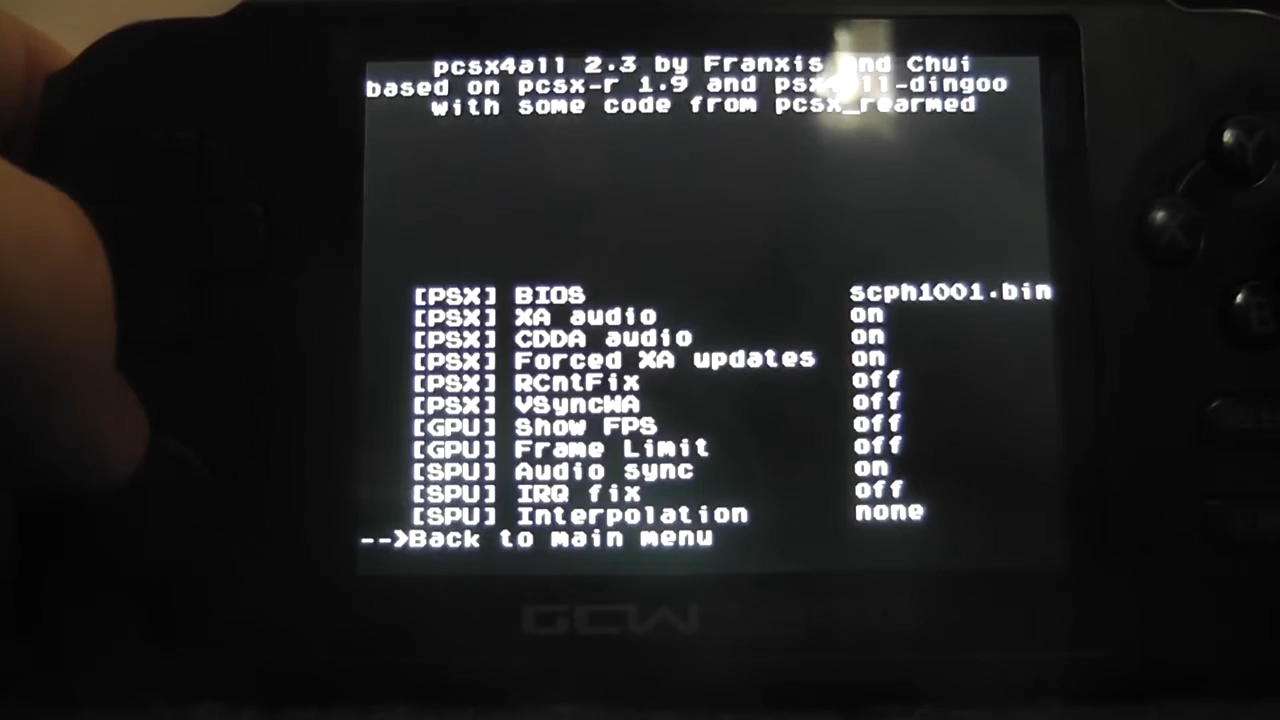 pcsx4all 2.3 by Franxis and Chui
based on pcsx-r 1.9 and psx4all-dingoo
with some code from pcsx_rearmed
[PSX] BIOS scph1001.bin
[PSX] XA audio on
[PSX] CDDA audio on
[PSX] Forced XA updates on
[PSX] RCntFix off
[PSX] VSyncWA off
[GPU] Show FPS off
[GPU] Frame Limit off
[SPU] Audio sync on
[SPU] IRQ fix off
[SPU] Interpolation none
-->Back to main menu
GCW
Y
X